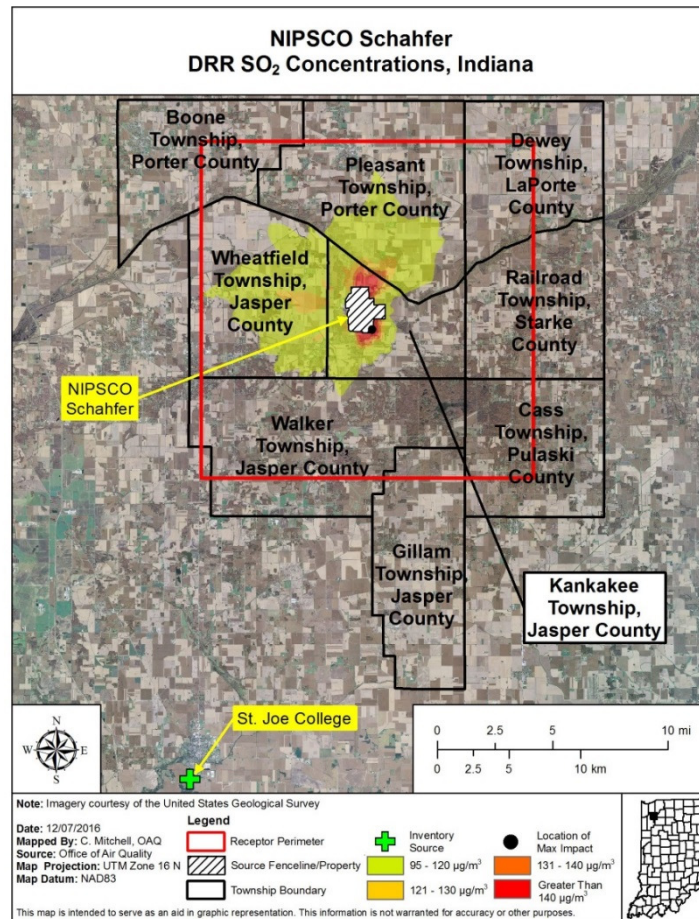 NIPSCO Schahfer
DRR SO₂ Concentrations, Indiana
Boone
Township,
Porter County
Pleasant
Township,
Porter County
Dewey
Township,
LaPorte
County
Wheatfield
Township,
Jasper
County
Railroad
Township,
Starke
County
NIPSCO
Schahfer
Walker
Township,
Jasper County
Cass
Township,
Pulaski
County
Gillam
Township,
Jasper
County
Kankakee
Township,
Jasper County
St. Joe College
N
W E
S
0 2.5 5 10 mi
0 2.5 5 10 km
Note: Imagery courtesy of the United States Geological Survey
Date: 12/07/2016
Mapped By: C. Mitchell, OAQ
Source: Office of Air Quality
Map Projection: UTM Zone 16 N
Map Datum: NAD83
Legend
Receptor Perimeter
Source Fenceline/Property
Township Boundary
Inventory
Source
95 - 120 µg/m³
121 - 130 µg/m³
Location of
Max Impact
131 - 140 µg/m³
Greater Than
140 µg/m³
This map is intended to serve as an aid in graphic representation. This information is not warranted for accuracy or other purposes.